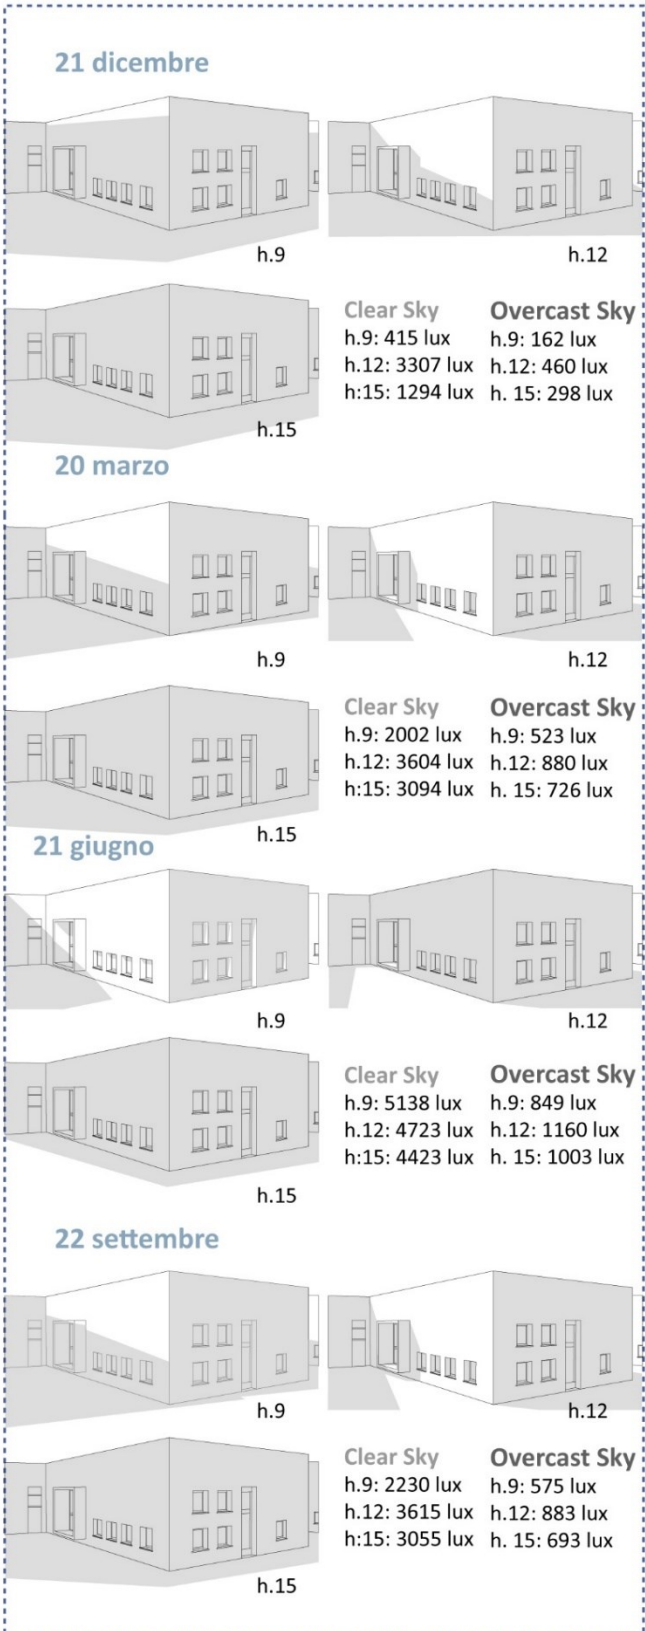 21 dicembre
h.9
h.12
h.15
Clear Sky
h.9: 415 lux
h.12: 3307 lux
h:15: 1294 lux
Overcast Sky
h.9: 162 lux
h.12: 460 lux
h. 15: 298 lux
20 marzo
h.9
h.12
h.15
Clear Sky
h.9: 2002 lux
h.12: 3604 lux
h:15: 3094 lux
Overcast Sky
h.9: 523 lux
h.12: 880 lux
h. 15: 726 lux
21 giugno
h.9
h.12
h.15
Clear Sky
h.9: 5138 lux
h.12: 4723 lux
h:15: 4423 lux
Overcast Sky
h.9: 849 lux
h.12: 1160 lux
h. 15: 1003 lux
22 settembre
h.9
h.12
h.15
Clear Sky
h.9: 2230 lux
h.12: 3615 lux
h:15: 3055 lux
Overcast Sky
h.9: 575 lux
h.12: 883 lux
h. 15: 693 lux